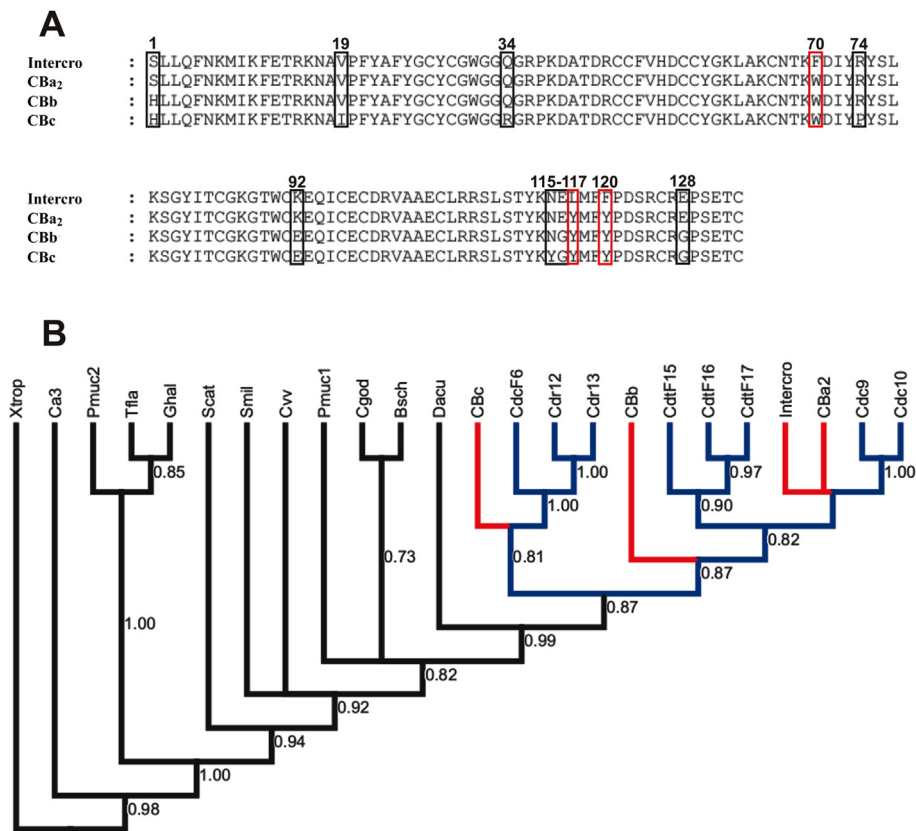 A
1 19 34 70 74
Intercro : SLLQFNKMIKFETRKNAVPFYAFYGCYCGWGGQGRPKDATDRCCFVHDCCYGKLAKCNTKFDIYRYSL
CBa2 : SLLQFNKMIKFETRKNAVPFYAFYGCYCGWGGQGRPKDATDRCCFVHDCCYGKLAKCNTKWDIYRYSL
CBb : HLLQFNKMIKFETRKNAVPFYAFYGCYCGWGGQGRPKDATDRCCFVHDCCYGKLAKCNTKWDIYRYSL
CBc : HLLQFNKMIKFETRKNAIPFYAFYGCYCGWGGRGRPKDATDRCCFVHDCCYGKLAKCNTKWDIYPYSL
92 115-117 120 128
Intercro : KSGYITCGKGTWCKEQICECDRVAAECLRRSLSTYKNELMFFPDSRCREPSETC
CBa2 : KSGYITCGKGTWCKEQICECDRVAAECLRRSLSTYKNEYMFYPDSRCREPSETC
CBb : KSGYITCGKGTWCEEQICECDRVAAECLRRSLSTYKNGYMFYPDSRCRGPSETC
CBc : KSGYITCGKGTWCEEQICECDRVAAECLRRSLSTYKYGYMFYPDSRCRGPSETC
B
Xtrop Ca3 Pmuc2 Tfla Ghal Scat Smil Cvv Pmuc1 Cgod Bsch Dacu CBc CdcF6 Cdr12 Cdr13 CBb CdtF15 CdtF16 CdtF17 Intercro CBa2 Cdc9 Cdc10
0.85 1.00 0.97 1.00
1.00 0.90
0.73 0.81 0.82
0.87
0.87
1.00 0.99
0.82
0.92
0.94
1.00
0.98